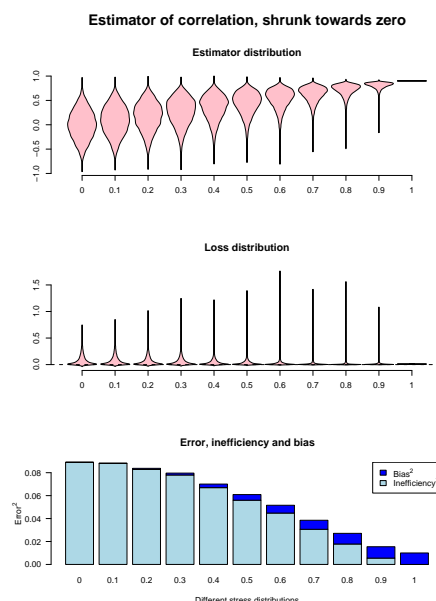 Estimator of correlation, shrunk towards zero
Estimator distribution
1.0
0.5
0.0
−0.5
−1.0
0 0.1 0.2 0.3 0.4 0.5 0.6 0.7 0.8 0.9 1
Loss distribution
1.5
1.0
0.5
0.0
0 0.1 0.2 0.3 0.4 0.5 0.6 0.7 0.8 0.9 1
Error, inefficiency and bias
Bias²
Inefficiency
Error²
0.08
0.06
0.04
0.02
0.00
0 0.1 0.2 0.3 0.4 0.5 0.6 0.7 0.8 0.9 1
Different stress distributions